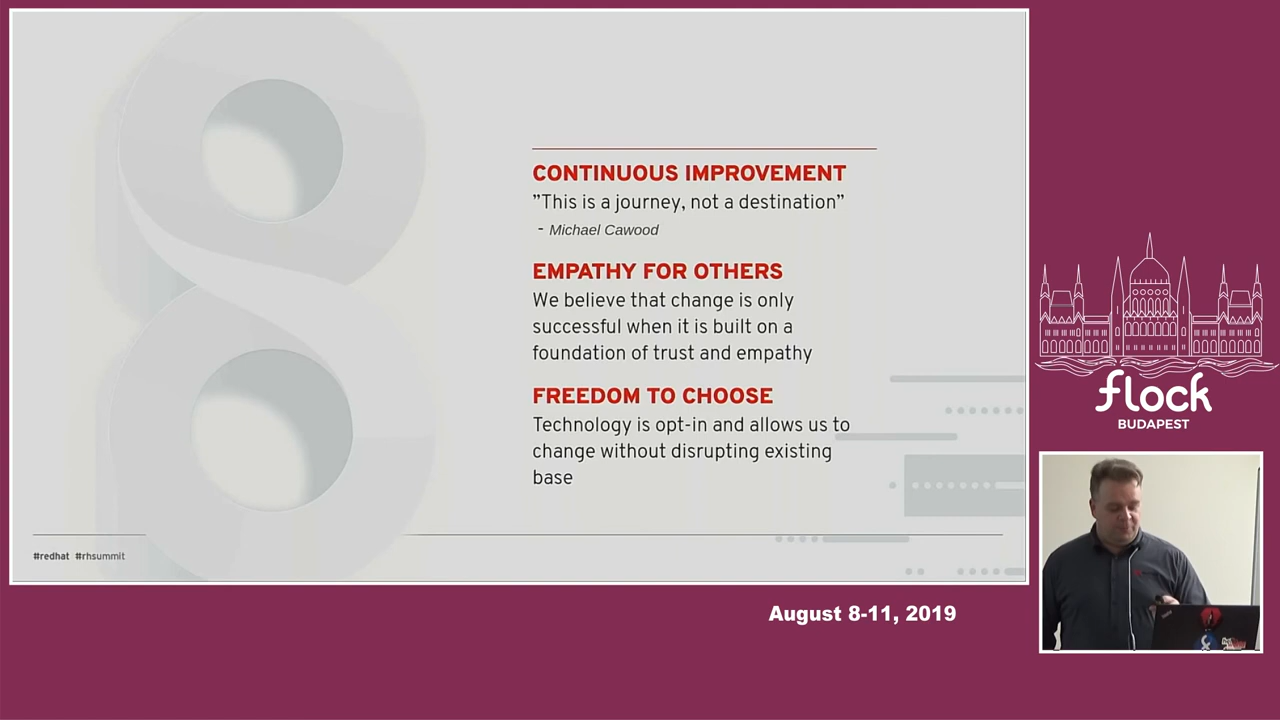 CONTINUOUS IMPROVEMENT
”This is a journey, not a destination”
- Michael Cawood
EMPATHY FOR OTHERS
We believe that change is only
successful when it is built on a
foundation of trust and empathy
FREEDOM TO CHOOSE
Technology is opt-in and allows us to
change without disrupting existing
base
#redhat #rhsummit
flock
BUDAPEST
August 8-11, 2019